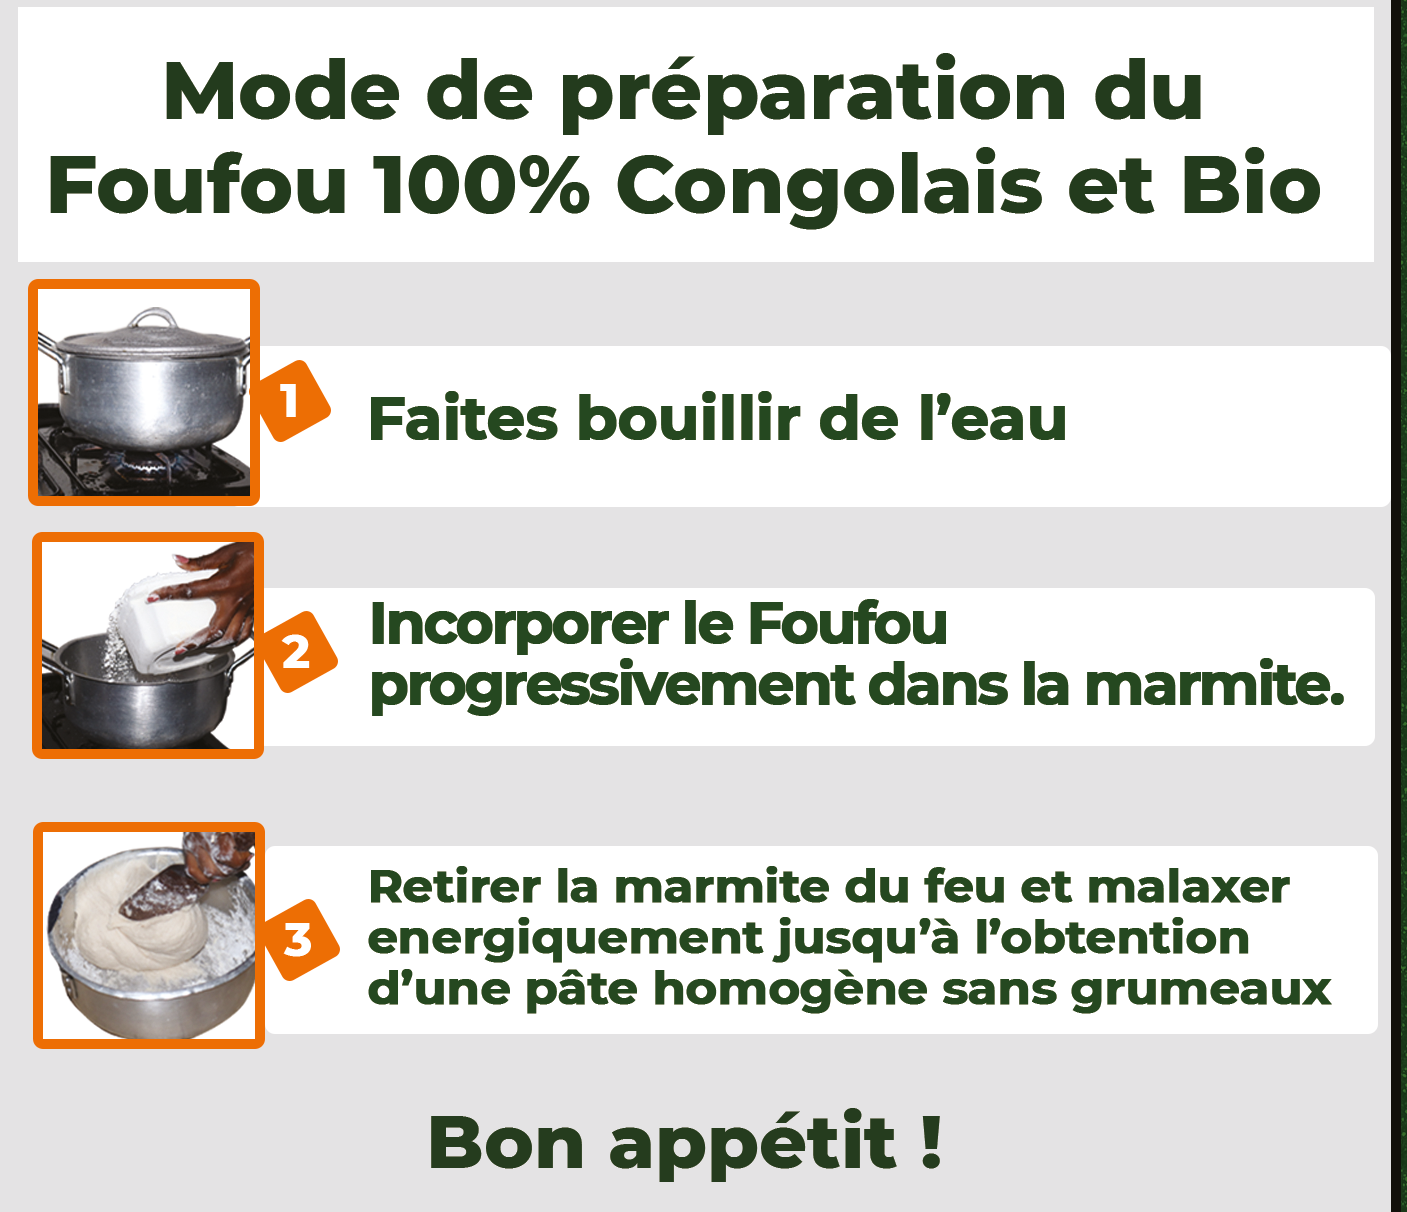 Mode de préparation du
Foufou 100% Congolais et Bio
1
Faites bouillir de l’eau
2
Incorporer le Foufou
progressivement dans la marmite.
3
Retirer la marmite du feu et malaxer
energiquement jusqu’à l’obtention
d’une pâte homogène sans grumeaux
Bon appétit !